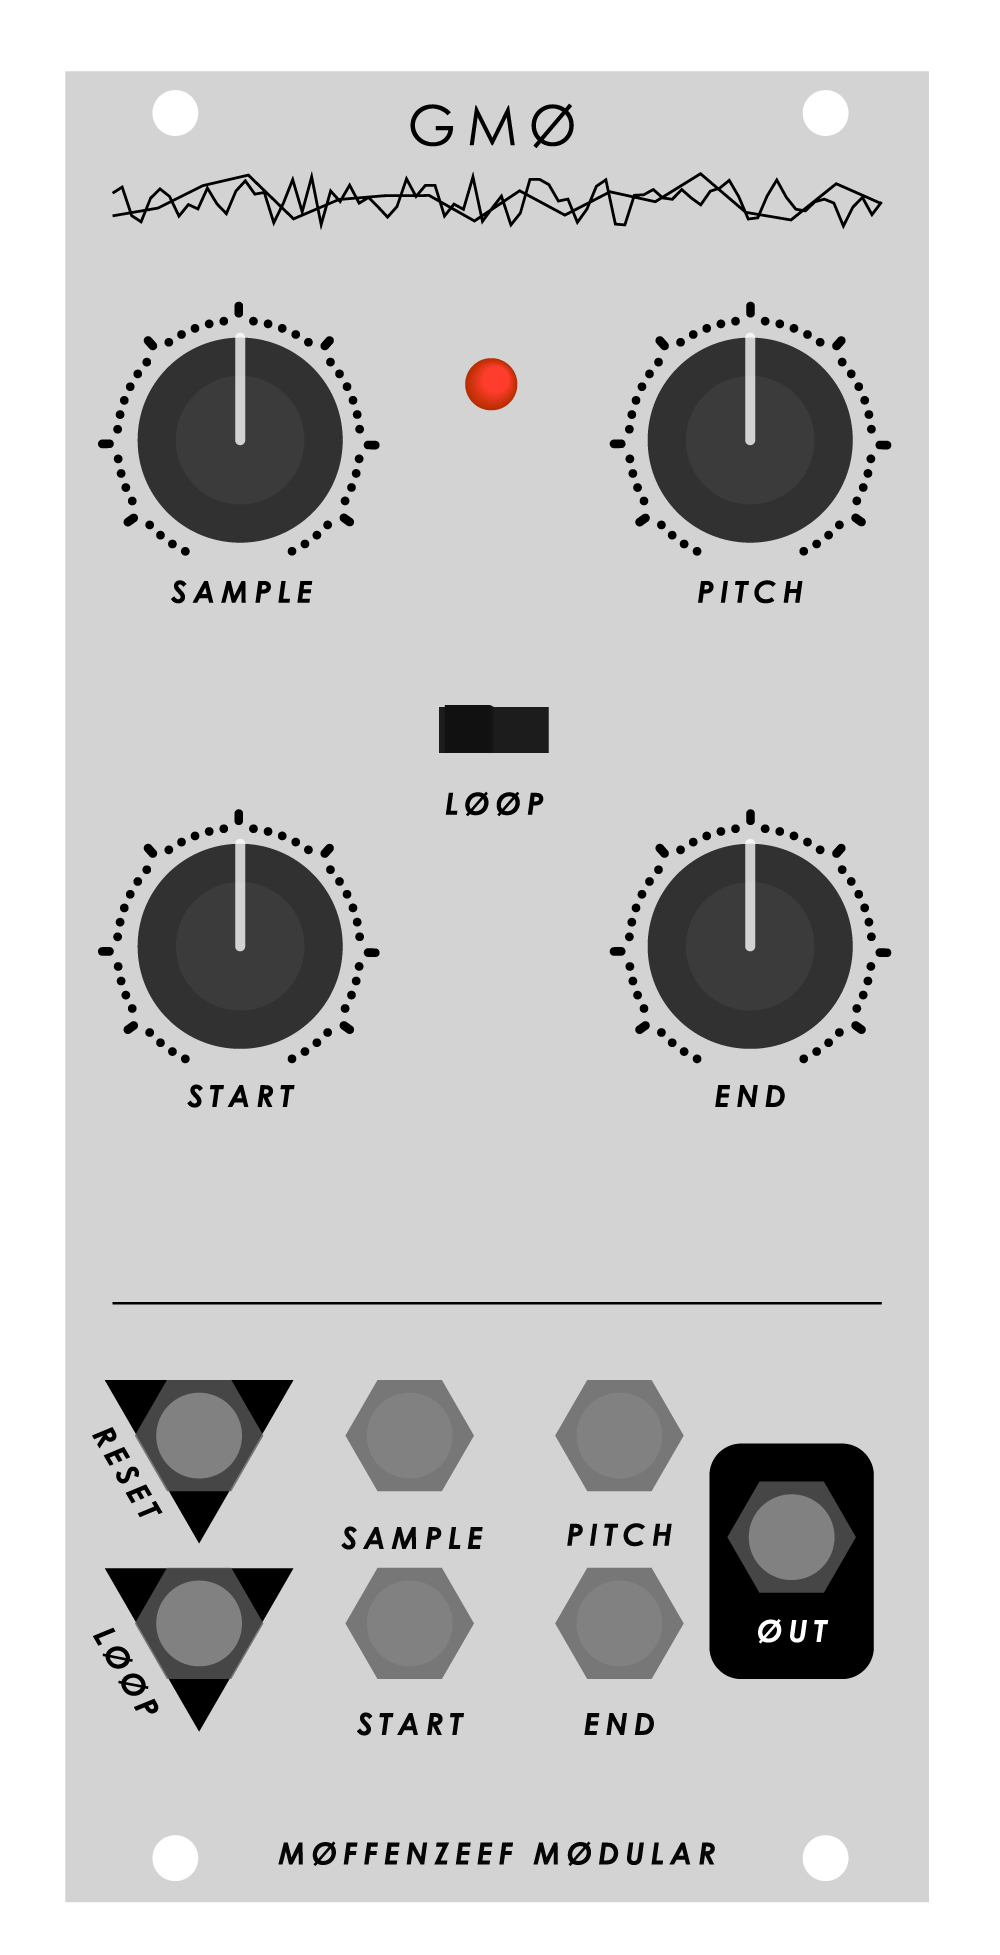 GMØ
SAMPLE
PITCH
LØØP
START
END
RESET
SAMPLE
PITCH
ØUT
LØØP
START
END
MØFFENZEEF MØDULAR